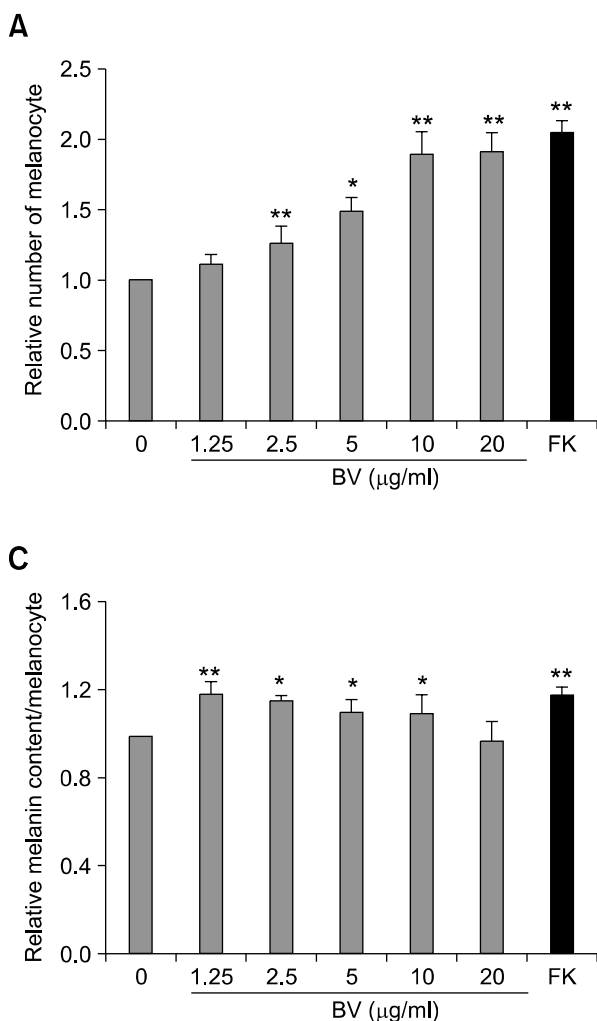 A
Relative number of melanocyte
2.5
2.0
1.5
1.0
0.5
0.0
** * ** ** **
0 1.25 2.5 5 10 20 FK
BV (μg/ml)
C
Relative melanin content/melanocyte
1.6
1.2
0.8
0.4
0.0
** * * * **
0 1.25 2.5 5 10 20 FK
BV (μg/ml)